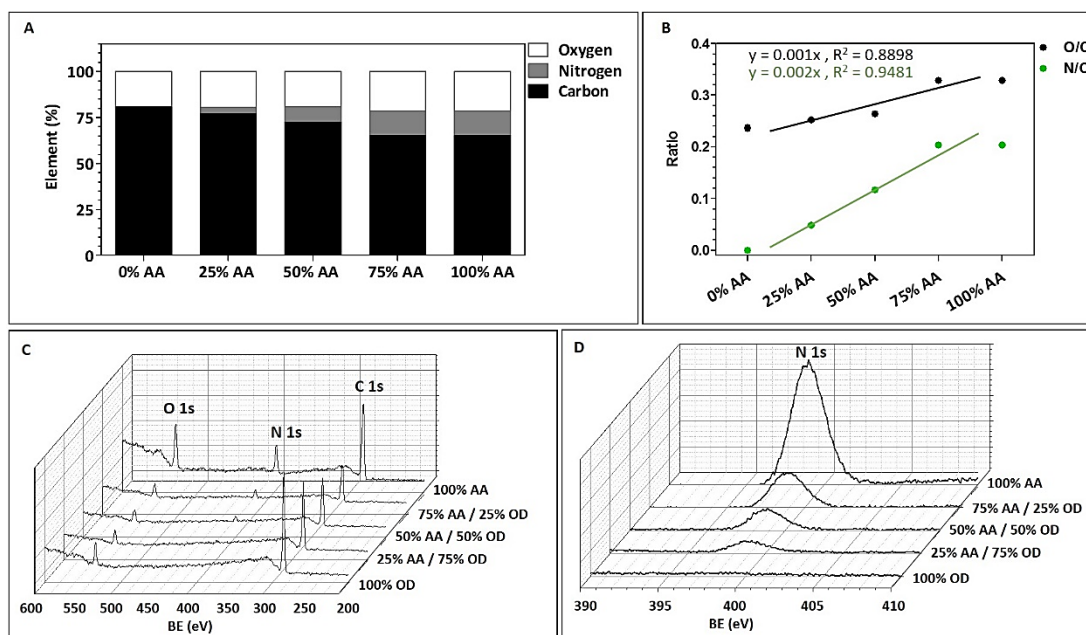 A
Oxygen
Nitrogen
Carbon
100
75
50
25
0
Element (%)
0% AA
25% AA
50% AA
75% AA
100% AA
B
y = 0.001x , R² = 0.8898
y = 0.002x , R² = 0.9481
O/C
N/C
0.4
0.3
0.2
0.1
0.0
Ratio
0% AA
25% AA
50% AA
75% AA
100% AA
C
O 1s
N 1s
C 1s
100% AA
75% AA / 25% OD
50% AA / 50% OD
25% AA / 75% OD
100% OD
600 550 500 450 400 350 300 250 200
BE (eV)
D
N 1s
100% AA
75% AA / 25% OD
50% AA / 50% OD
25% AA / 75% OD
100% OD
390 395 400 405 410
BE (eV)